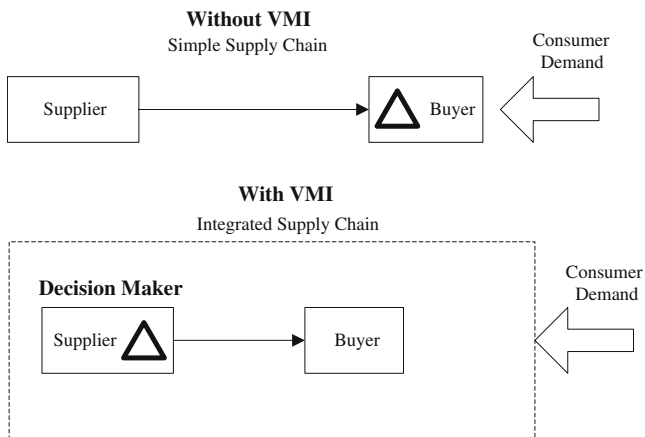 Without VMI
Simple Supply Chain
Consumer
Demand
Supplier
Buyer
With VMI
Integrated Supply Chain
Consumer
Demand
Decision Maker
Supplier
Buyer